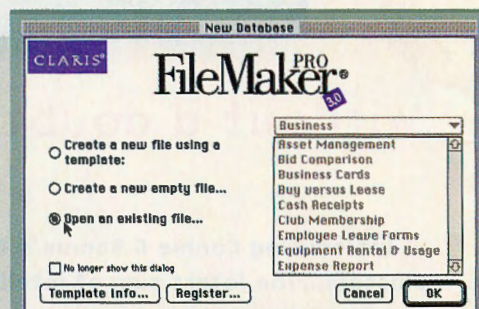 New Database
CLARIS
FileMaker PRO
3.0
Create a new file using a
template:
Create a new empty file...
Open an existing file...
No longer show this dialog
Business
Asset Management
Bid Comparison
Business Cards
Buy versus Lease
Cash Receipts
Club Membership
Employee Leave Forms
Equipment Rental & Usage
Expense Report
Template Info...
Register...
Cancel
OK